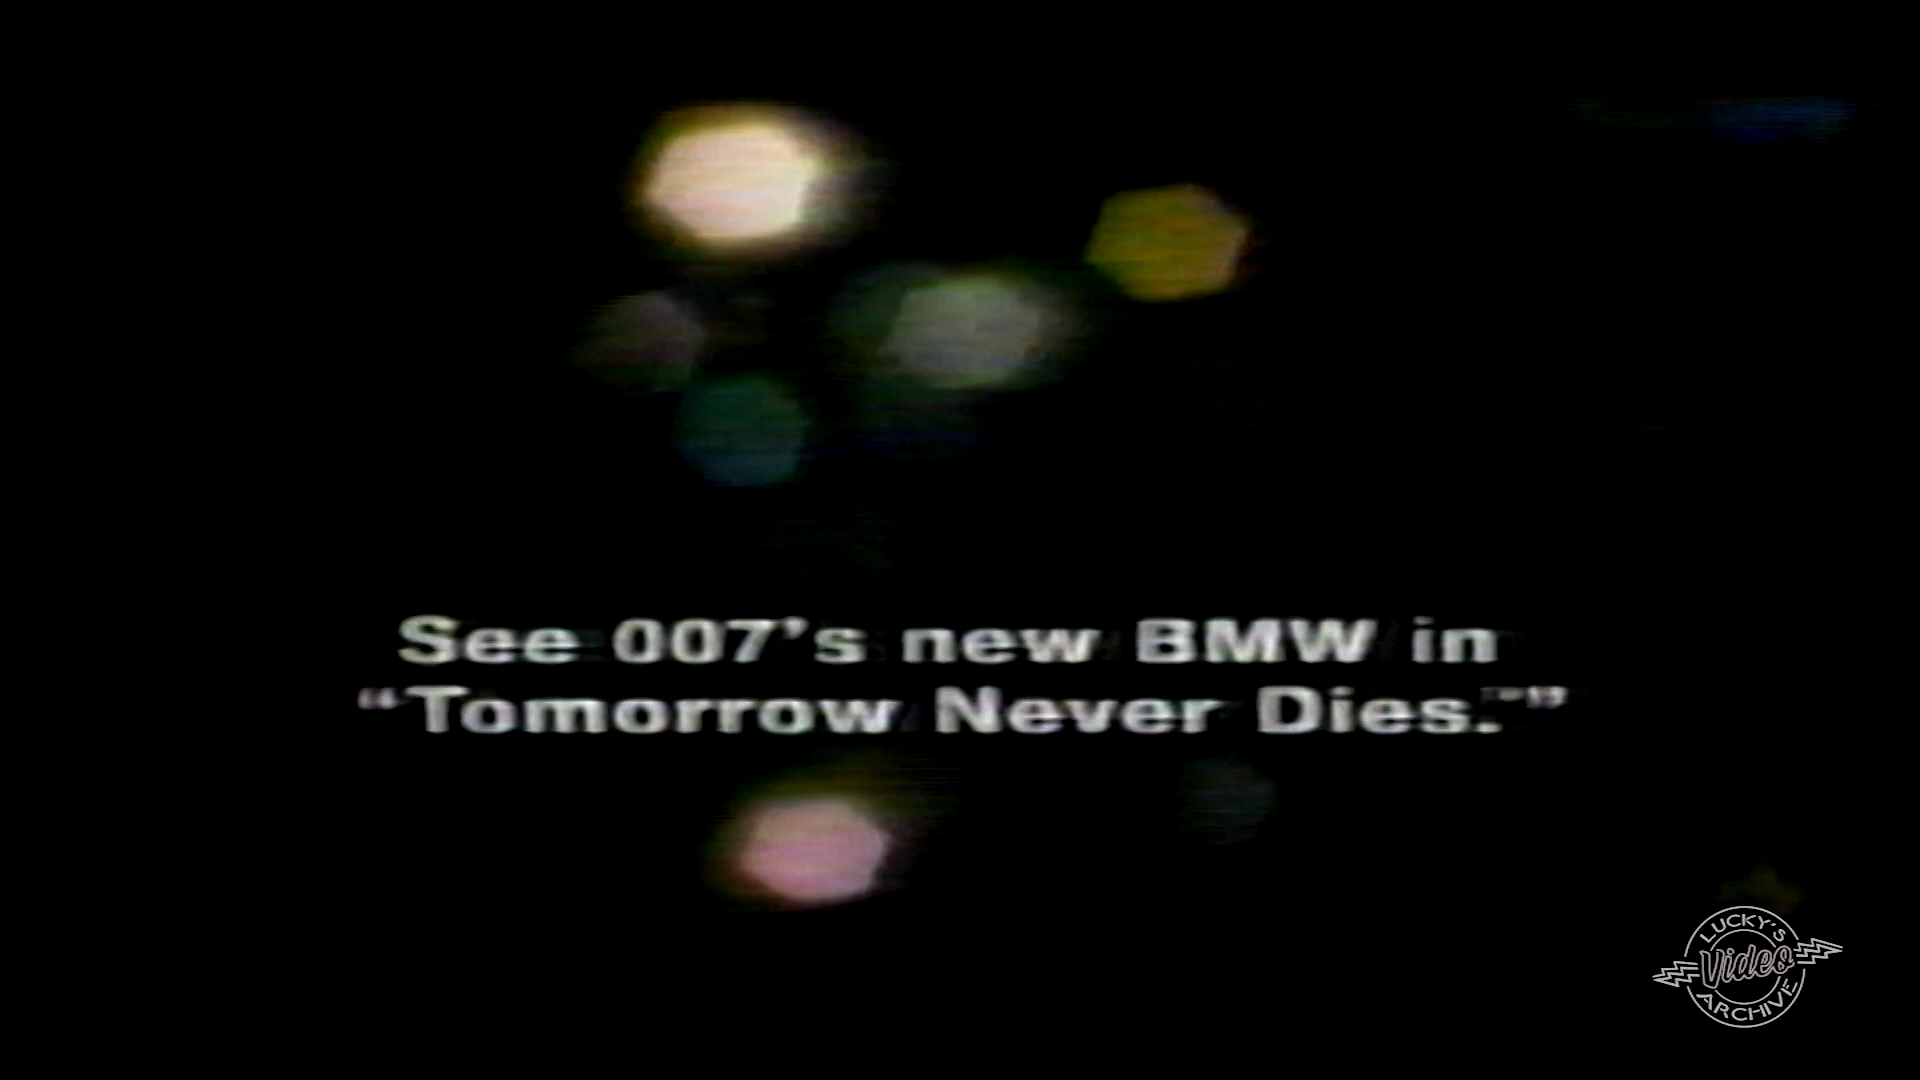 See 007's new BMW in
“Tomorrow Never Dies.”
LUCKY'S
Video
ARCHIVE